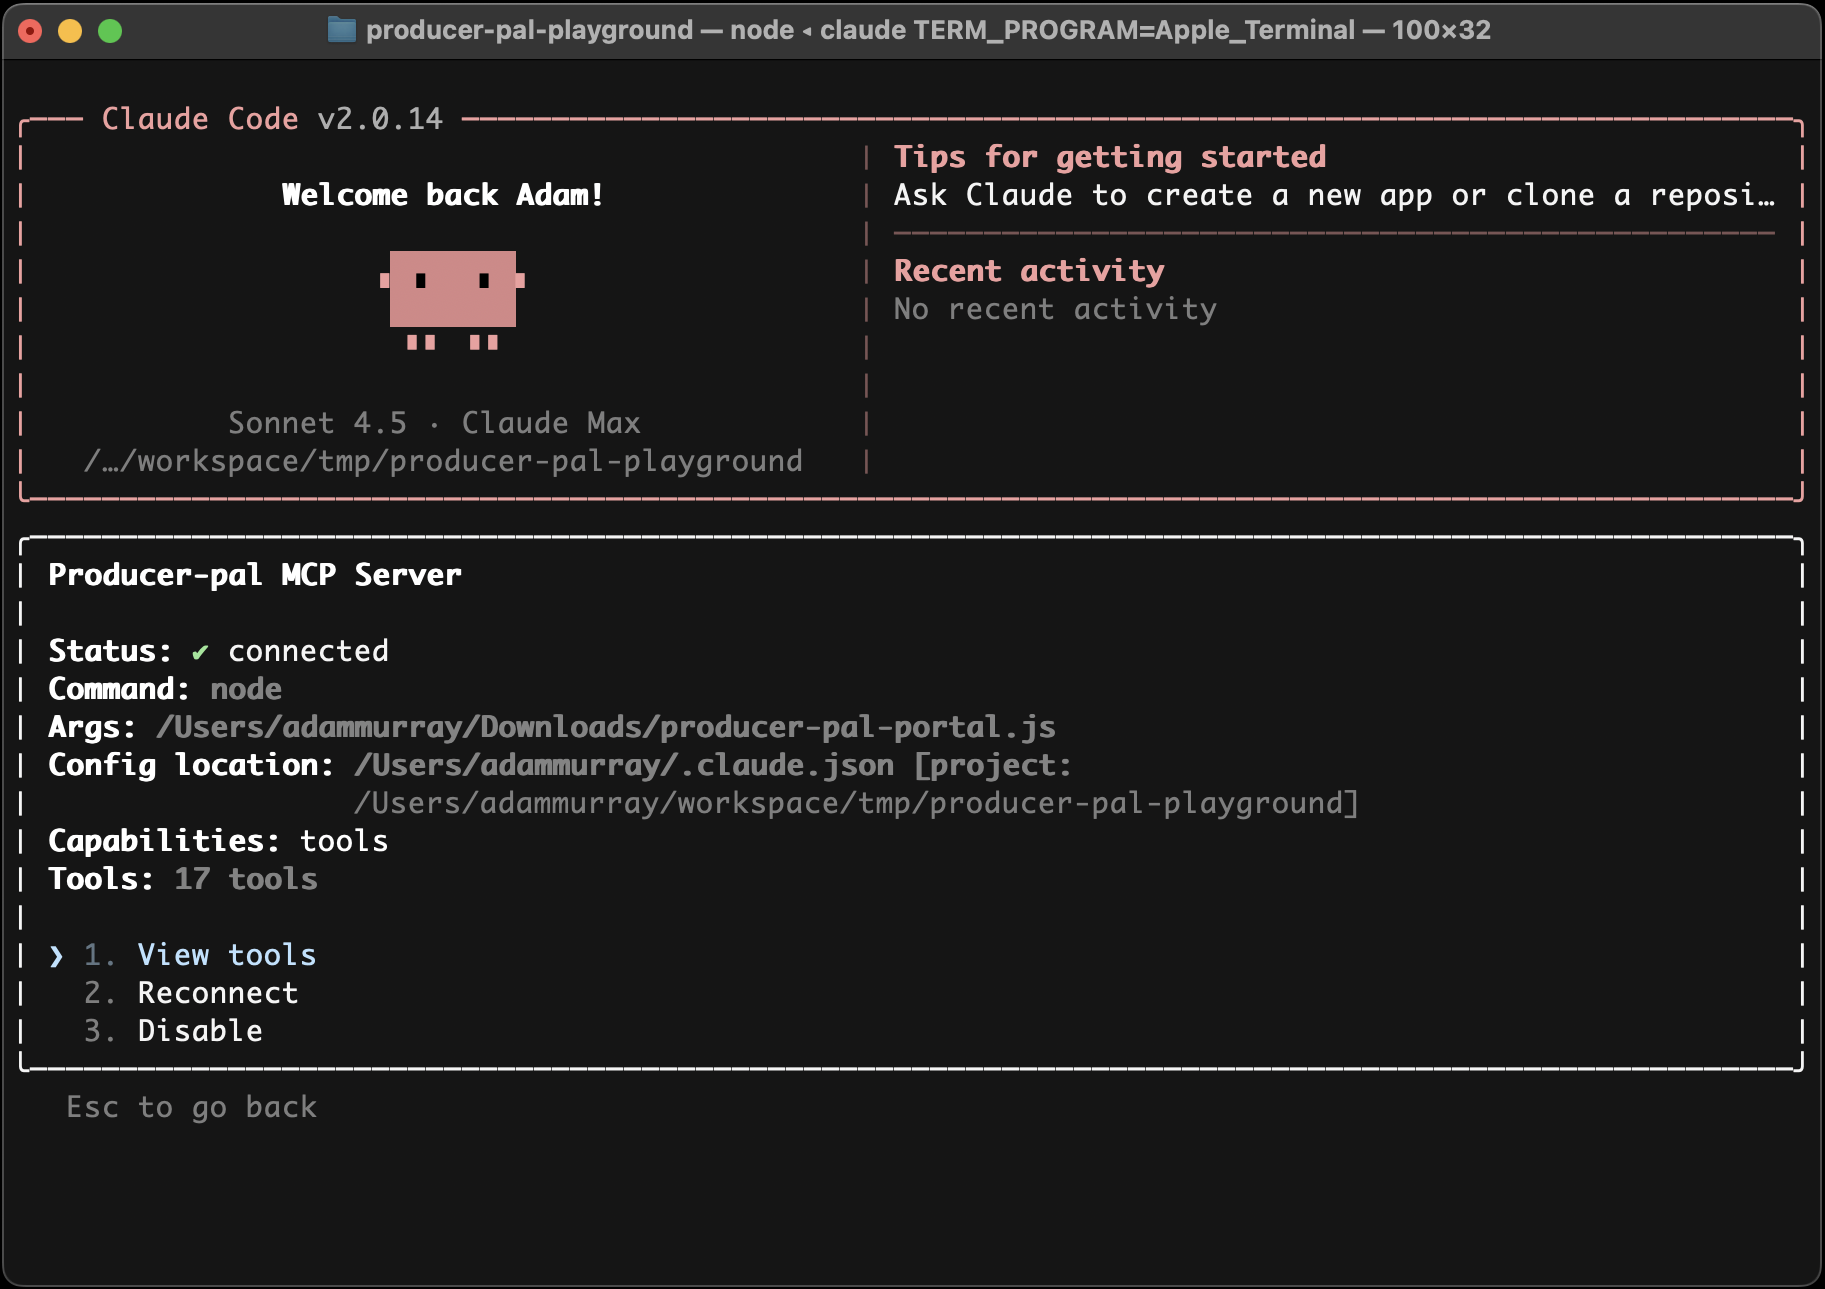 producer-pal-playground — node ◂ claude TERM_PROGRAM=Apple_Terminal — 100×32
Claude Code v2.0.14
Welcome back Adam!
Sonnet 4.5 · Claude Max
/…/workspace/tmp/producer-pal-playground
Tips for getting started
Ask Claude to create a new app or clone a reposi…
Recent activity
No recent activity
Producer-pal MCP Server
Status: ✔ connected
Command: node
Args: /Users/adammurray/Downloads/producer-pal-portal.js
Config location: /Users/adammurray/.claude.json [project:
/Users/adammurray/workspace/tmp/producer-pal-playground]
Capabilities: tools
Tools: 17 tools
❯ 1. View tools
2. Reconnect
3. Disable
Esc to go back